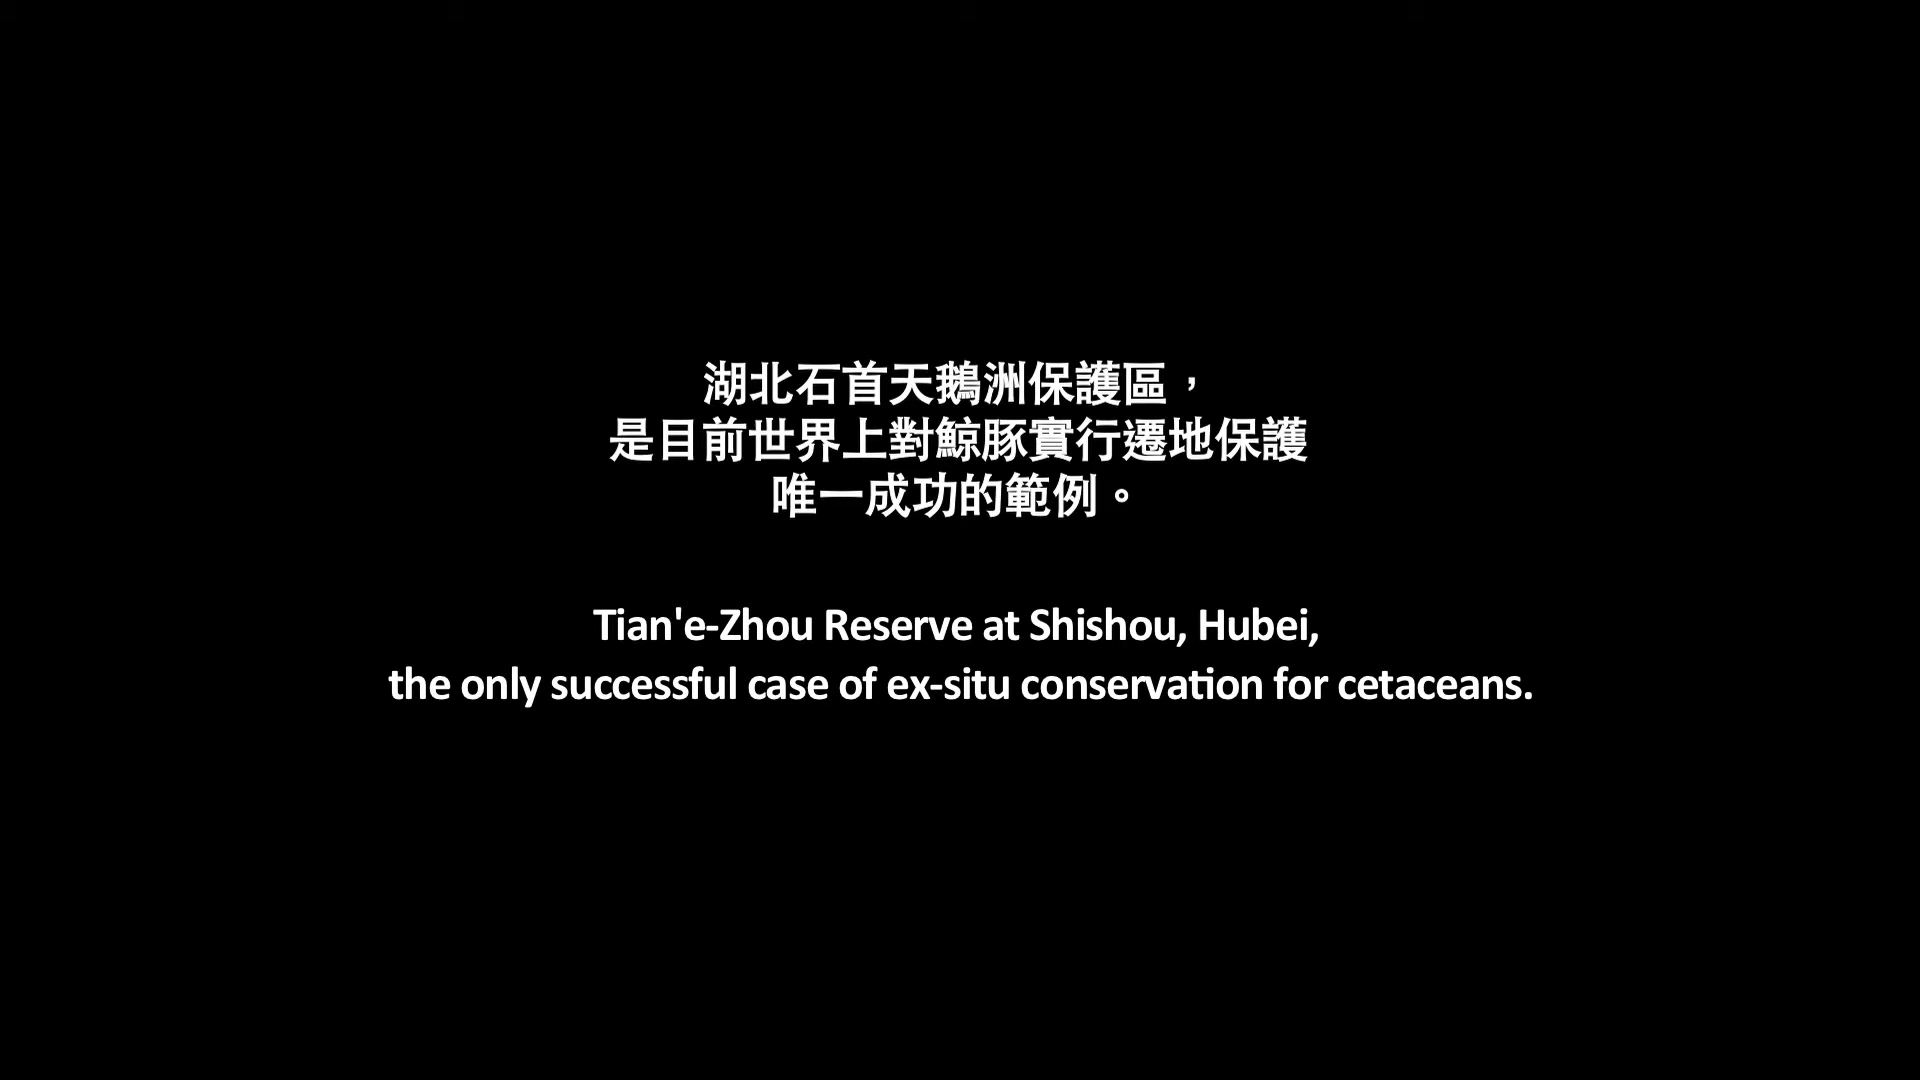 湖北石首天鵝洲保護區，
是目前世界上對鯨豚實行遷地保護
唯一成功的範例。
Tian'e-Zhou Reserve at Shishou, Hubei,
the only successful case of ex-situ conservation for cetaceans.